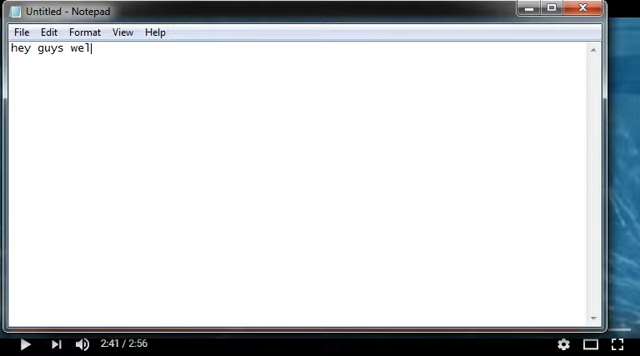 Untitled - Notepad
File Edit Format View Help
hey guys wel
2:41 / 2:56